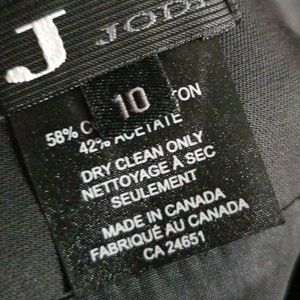 J
10
58%
42% ACETATE
DRY CLEAN ONLY
NETTOYAGE À SEC
SEULEMENT
MADE IN CANADA
FABRIQUÉ AU CANADA
CA 24651